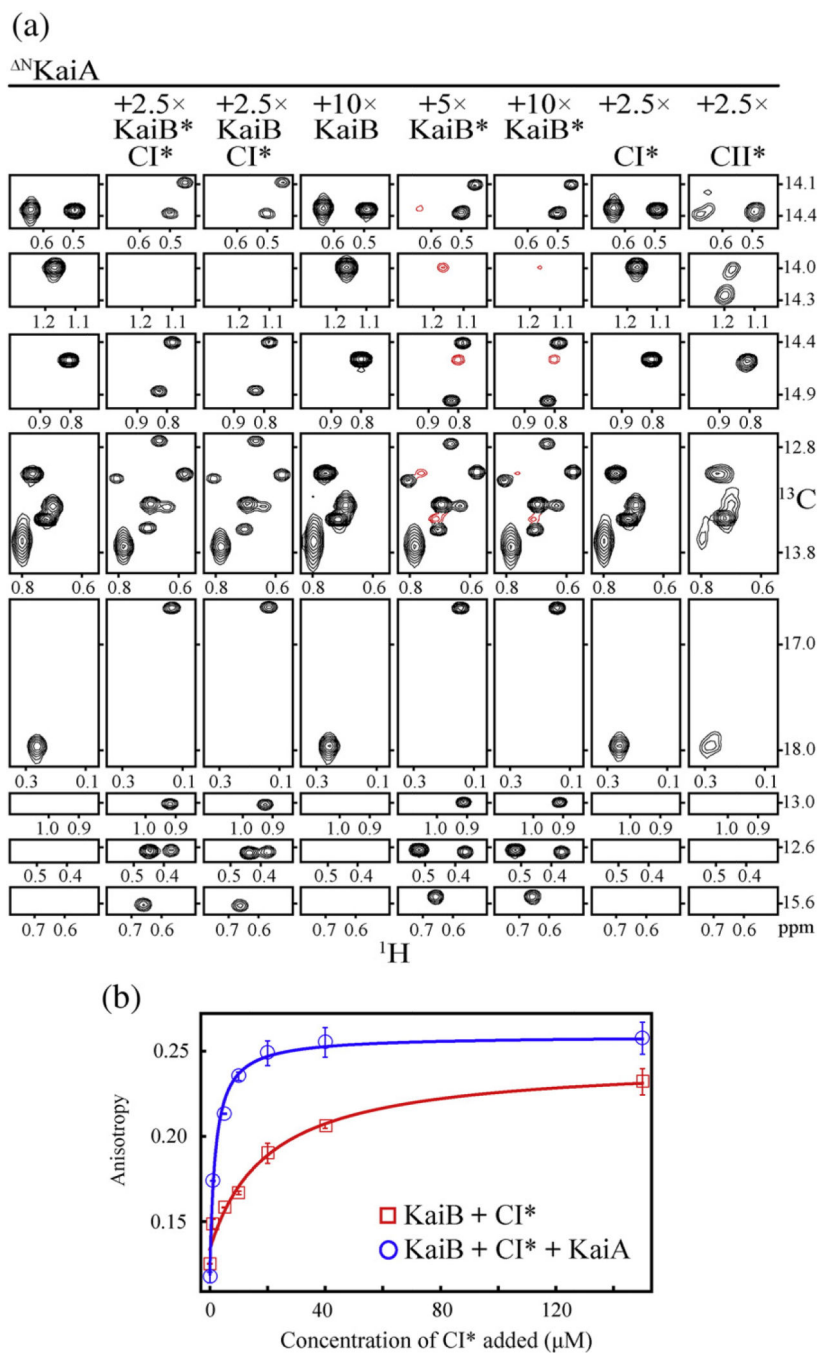 (a)
ΔNKaiA
+2.5× +2.5× +10× +5× +10× +2.5× +2.5×
KaiB* KaiB KaiB KaiB* KaiB*
CI* CI* CI* CII*
14.1
14.4
0.6 0.5 0.6 0.5 0.6 0.5 0.6 0.5 0.6 0.5 0.6 0.5 0.6 0.5 0.6 0.5
14.0
14.3
1.2 1.1 1.2 1.1 1.2 1.1 1.2 1.1 1.2 1.1 1.2 1.1 1.2 1.1 1.2 1.1
14.4
14.9
0.9 0.8 0.9 0.8 0.9 0.8 0.9 0.8 0.9 0.8 0.9 0.8 0.9 0.8 0.9 0.8
12.8
13C
13.8
0.8 0.6 0.8 0.6 0.8 0.6 0.8 0.6 0.8 0.6 0.8 0.6 0.8 0.6 0.8 0.6
17.0
18.0
0.3 0.1 0.3 0.1 0.3 0.1 0.3 0.1 0.3 0.1 0.3 0.1 0.3 0.1 0.3 0.1
13.0
1.0 0.9 1.0 0.9 1.0 0.9 1.0 0.9 1.0 0.9 1.0 0.9 1.0 0.9 1.0 0.9
12.6
0.5 0.4 0.5 0.4 0.5 0.4 0.5 0.4 0.5 0.4 0.5 0.4 0.5 0.4 0.5 0.4
15.6
0.7 0.6 0.7 0.6 0.7 0.6 0.7 0.6 0.7 0.6 0.7 0.6 0.7 0.6 0.7 0.6 ppm
1H
(b)
0.25
0.20
0.15
Anisotropy
KaiB + CI*
KaiB + CI* + KaiA
0 40 80 120
Concentration of CI* added (μM)